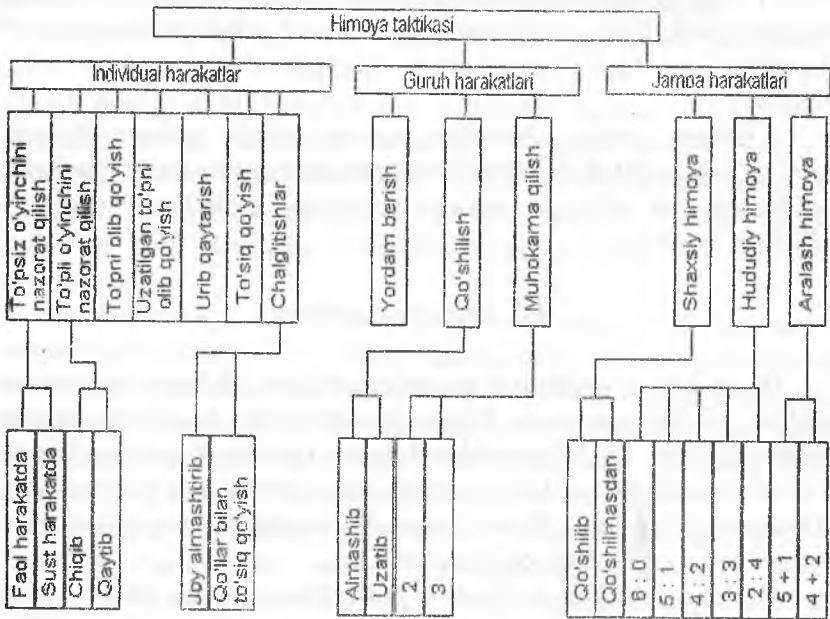 Himoya taktikasi
Individual harakatlar
Guruh harakatlari
Jamoa harakatlari
To'psiz o'yinchini
nazorat qilish
To'pli o'yinchini
nazorat qilish
To'pni olib qo'yish
Uzatilgan to'pni
olib qo'yish
Urib qaytarish
To'siq qo'yish
Chalg'itishlar
Yordam berish
Qo'shilish
Muhokama qilish
Shaxsiy himoya
Hududiy himoya
Aralash himoya
Faol harakatda
Sust harakatda
Chiqib
Qaytib
Joy almashtirib
Qo'llar bilan
to'siq qo'yish
Almashib
Uzatib
2
3
Qo'shilib
Qo'shilmasdan
6 : 0
5 : 1
4 : 2
3 : 3
2 : 4
5 + 1
4 + 2